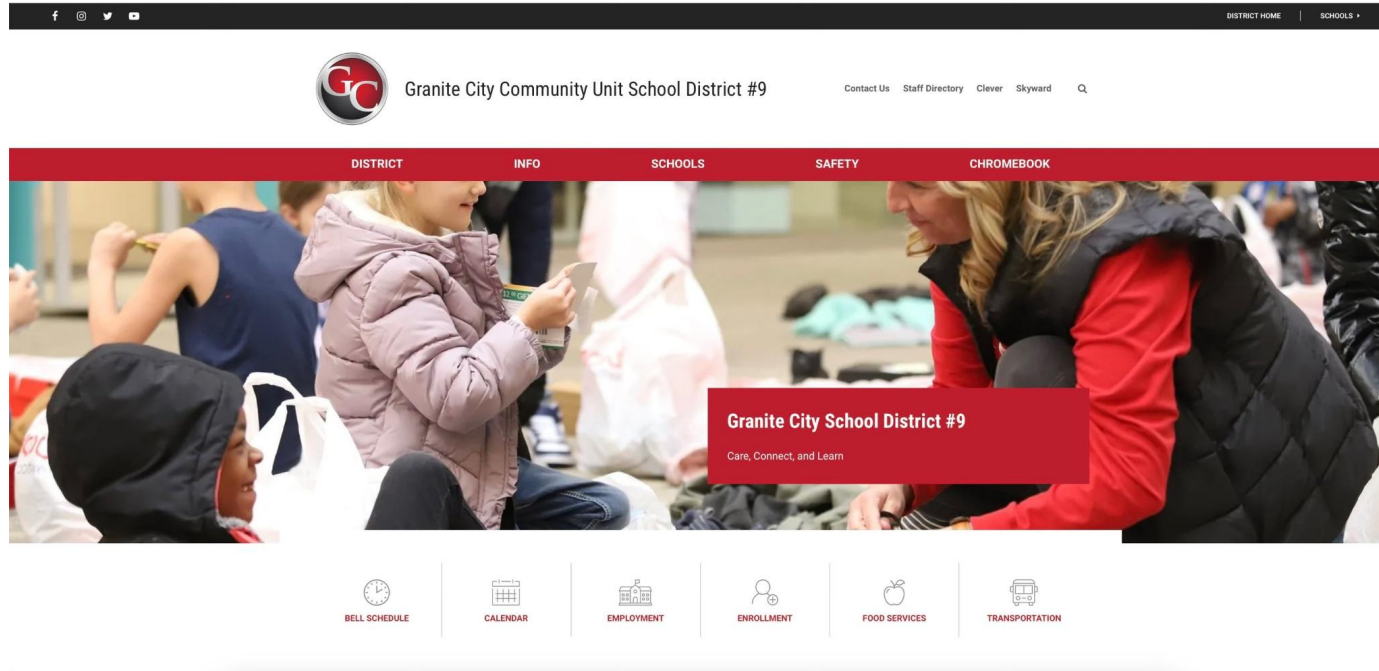 DISTRICT HOME
SCHOOLS
GC
Granite City Community Unit School District #9
Contact Us
Staff Directory
Clever
Skyward
DISTRICT
INFO
SCHOOLS
SAFETY
CHROMEBOOK
Granite City School District #9
Care, Connect, and Learn
BELL SCHEDULE
CALENDAR
EMPLOYMENT
ENROLLMENT
FOOD SERVICES
TRANSPORTATION